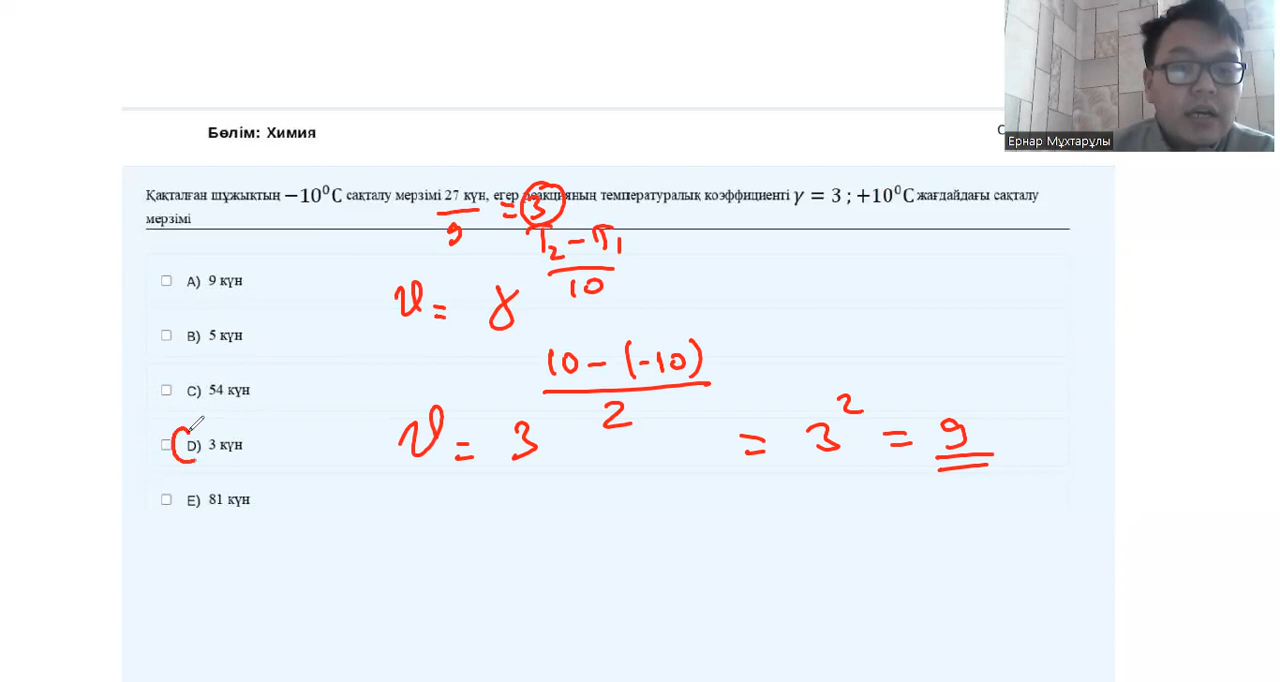 Ернар Мұхтарұлы
Бөлім: Химия
С
Қақталған шұжықтың −10⁰C сақталу мерзімі 27 күн, егер реакцияның температуралық коэффициенті γ = 3 ; +10⁰C жағдайдағы сақталу
мерзімі
27/9 = 3
A) 9 күн
B) 5 күн
C) 54 күн
D) 3 күн
E) 81 күн
υ = γ^((T₂ − T₁)/10)
υ = 3^((10 − (−10))/2) = 3² = 9